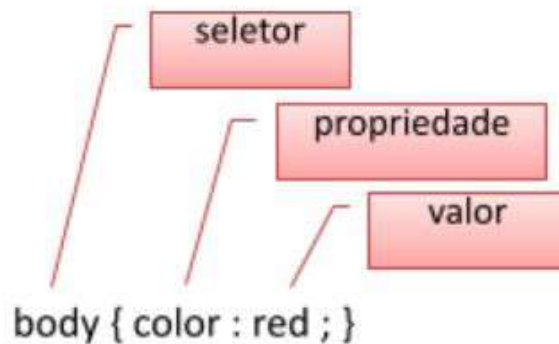 seletor
propriedade
valor
body { color : red ; }